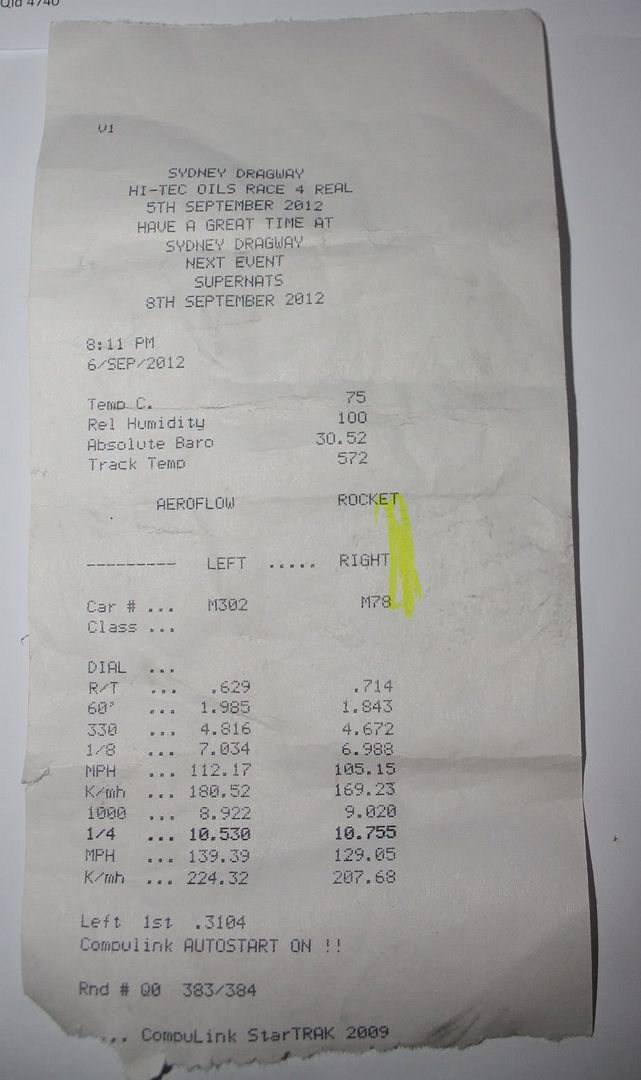 Qld 4740
V1
SYDNEY DRAGWAY
HI-TEC OILS RACE 4 REAL
5TH SEPTEMBER 2012
HAVE A GREAT TIME AT
SYDNEY DRAGWAY
NEXT EVENT
SUPERNATS
8TH SEPTEMBER 2012
8:11 PM
6/SEP/2012
Temp C. 75
Rel Humidity 100
Absolute Baro 30.52
Track Temp 572
AEROFLOW ROCKET
--------- LEFT ..... RIGHT
Car # ... M302 M78
Class ...
DIAL ...
R/T ... .629 .714
60' ... 1.985 1.843
330 ... 4.816 4.672
1/8 ... 7.034 6.988
MPH ... 112.17 105.15
K/mh ... 180.52 169.23
1000 ... 8.922 9.020
1/4 ... 10.530 10.755
MPH ... 139.39 129.05
K/mh ... 224.32 207.68
Left 1st .3104
Compulink AUTOSTART ON !!
Rnd # Q0 383/384
.... CompuLink StarTRAK 2009